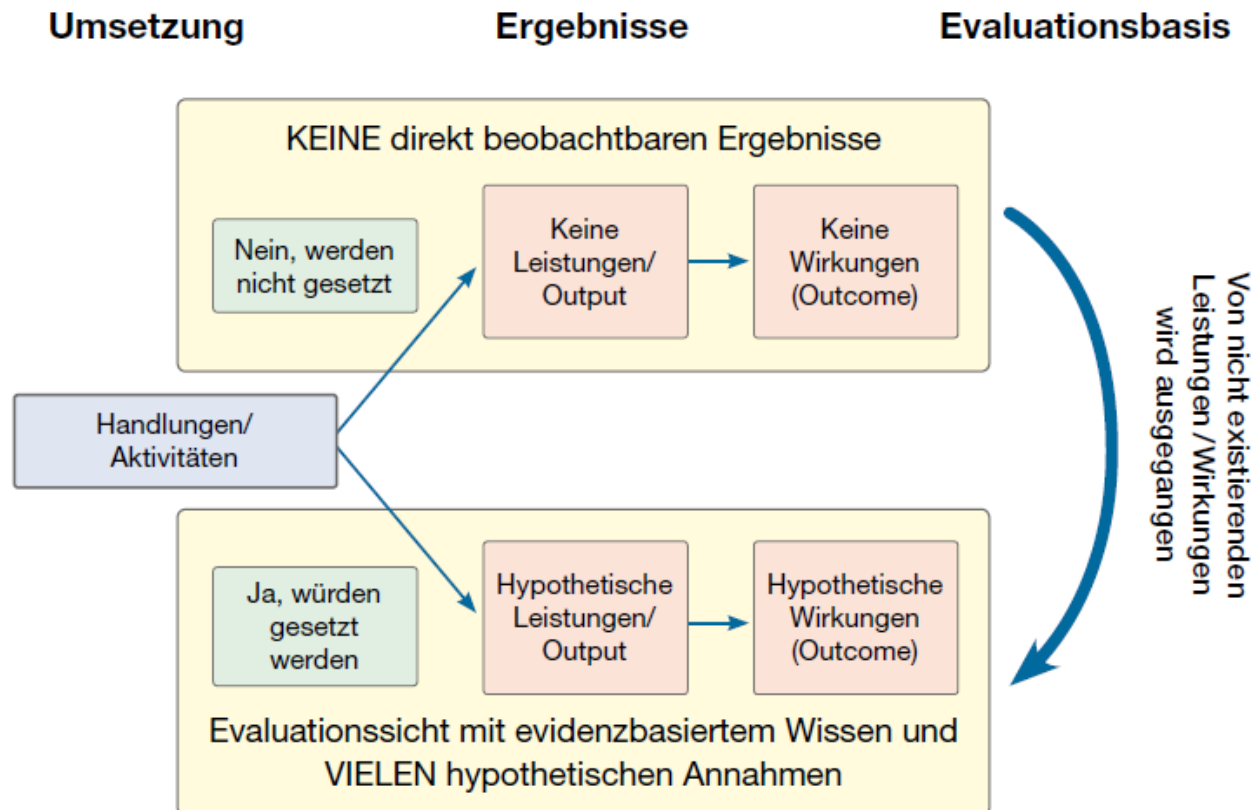 Umsetzung
Ergebnisse
Evaluationsbasis
KEINE direkt beobachtbaren Ergebnisse
Nein, werden
nicht gesetzt
Keine
Leistungen/
Output
Keine
Wirkungen
(Outcome)
Von nicht existierenden
Leistungen/Wirkungen
wird ausgegangen
Handlungen/
Aktivitäten
Ja, würden
gesetzt
werden
Hypothetische
Leistungen/
Output
Hypothetische
Wirkungen
(Outcome)
Evaluationssicht mit evidenzbasiertem Wissen und
VIELEN hypothetischen Annahmen